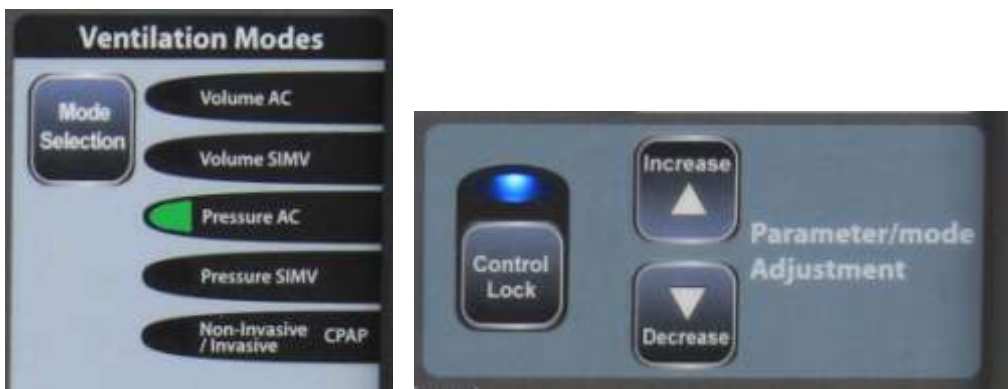 Ventilation Modes
Mode
Selection
Volume AC
Volume SIMV
Pressure AC
Pressure SIMV
Non-Invasive
/ Invasive
CPAP
Control
Lock
Increase
Decrease
Parameter/mode
Adjustment